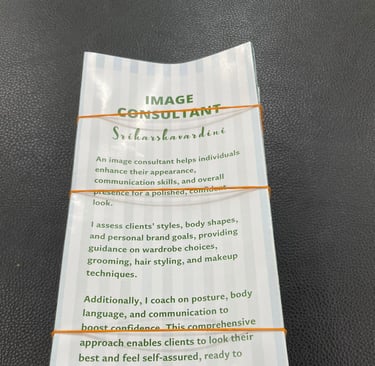 IMAGE
CONSULTANT
Sriharshavardini
An image consultant helps individuals
enhance their appearance,
communication skills, and overall
presence for a polished, confident
look.
I assess clients' styles, body shapes,
and personal brand goals, providing
guidance on wardrobe choices,
grooming, hair styling, and makeup
techniques.
Additionally, I coach on posture, body
language, and communication to
boost confidence. This comprehensive
approach enables clients to look their
best and feel self-assured, ready to